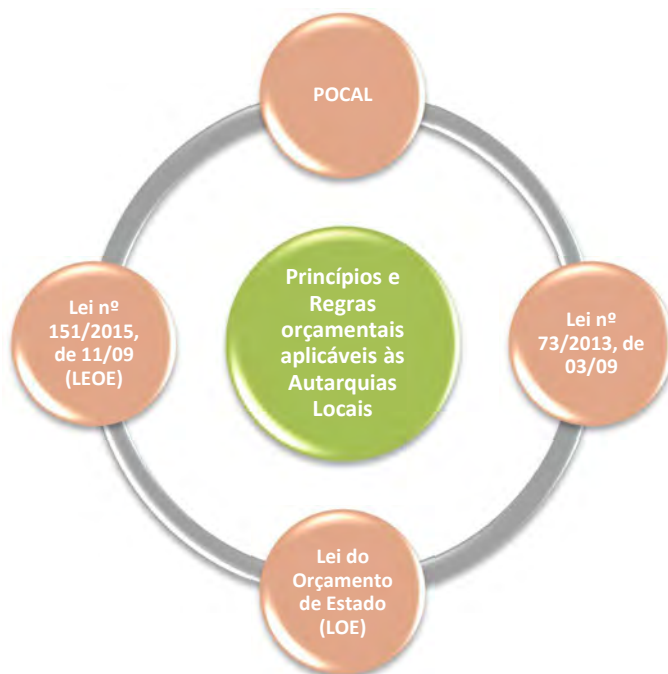 POCAL
Princípios e
Regras
orçamentais
aplicáveis às
Autarquias
Locais
Lei nº
151/2015,
de 11/09
(LEOE)
Lei nº
73/2013, de
03/09
Lei do
Orçamento
de Estado
(LOE)